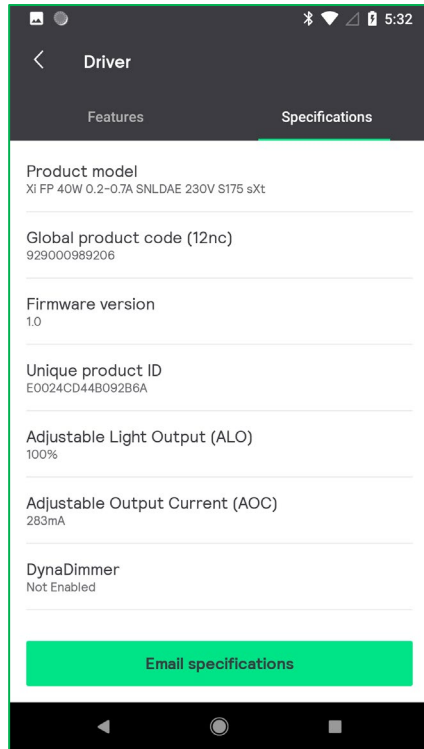 5:32
Driver
Features Specifications
Product model
Xi FP 40W 0.2-0.7A SNLDAE 230V S175 sXt
Global product code (12nc)
929000989206
Firmware version
1.0
Unique product ID
E0024CD44B092B6A
Adjustable Light Output (ALO)
100%
Adjustable Output Current (AOC)
283mA
DynaDimmer
Not Enabled
Email specifications